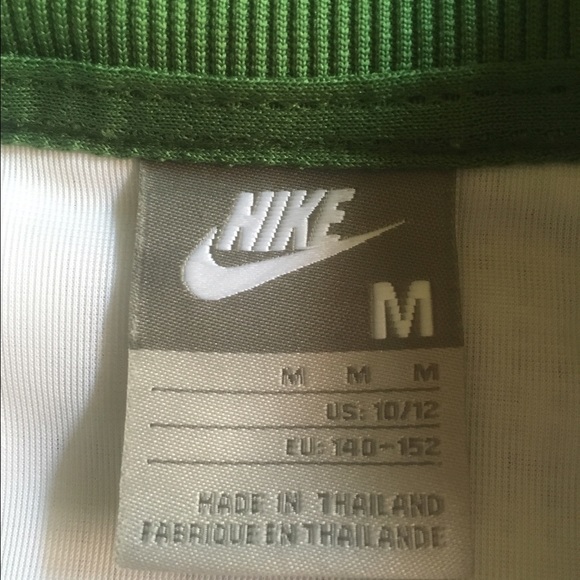 NIKE
M
M M M
US: 10/12
EU: 140-152
MADE IN THAILAND
FABRIQUE EN THAILANDE